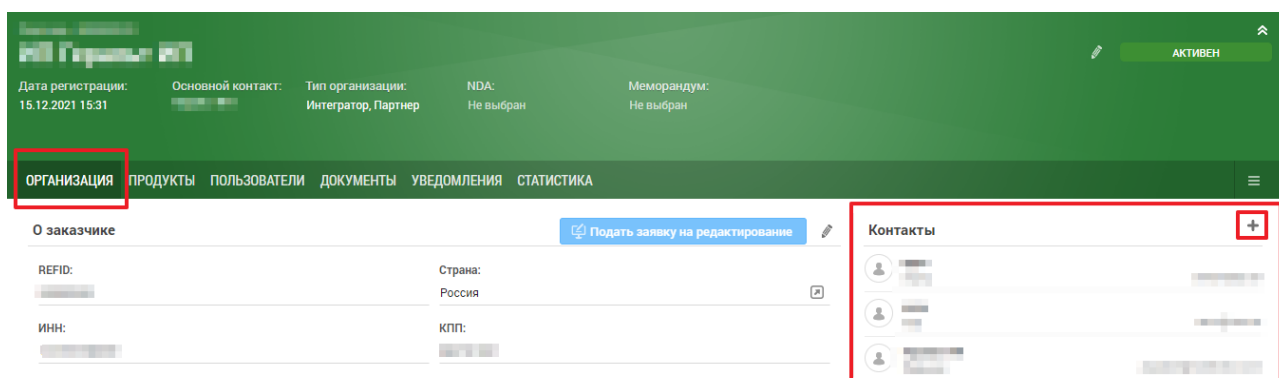 АКТИВЕН
Дата регистрации:
15.12.2021 15:31
Основной контакт:
Тип организации:
Интегратор, Партнер
NDA:
Не выбран
Меморандум:
Не выбран
ОРГАНИЗАЦИЯ ПРОДУКТЫ ПОЛЬЗОВАТЕЛИ ДОКУМЕНТЫ УВЕДОМЛЕНИЯ СТАТИСТИКА
О заказчике
Подать заявку на редактирование
REFID:
Страна:
Россия
ИНН:
КПП:
Контакты